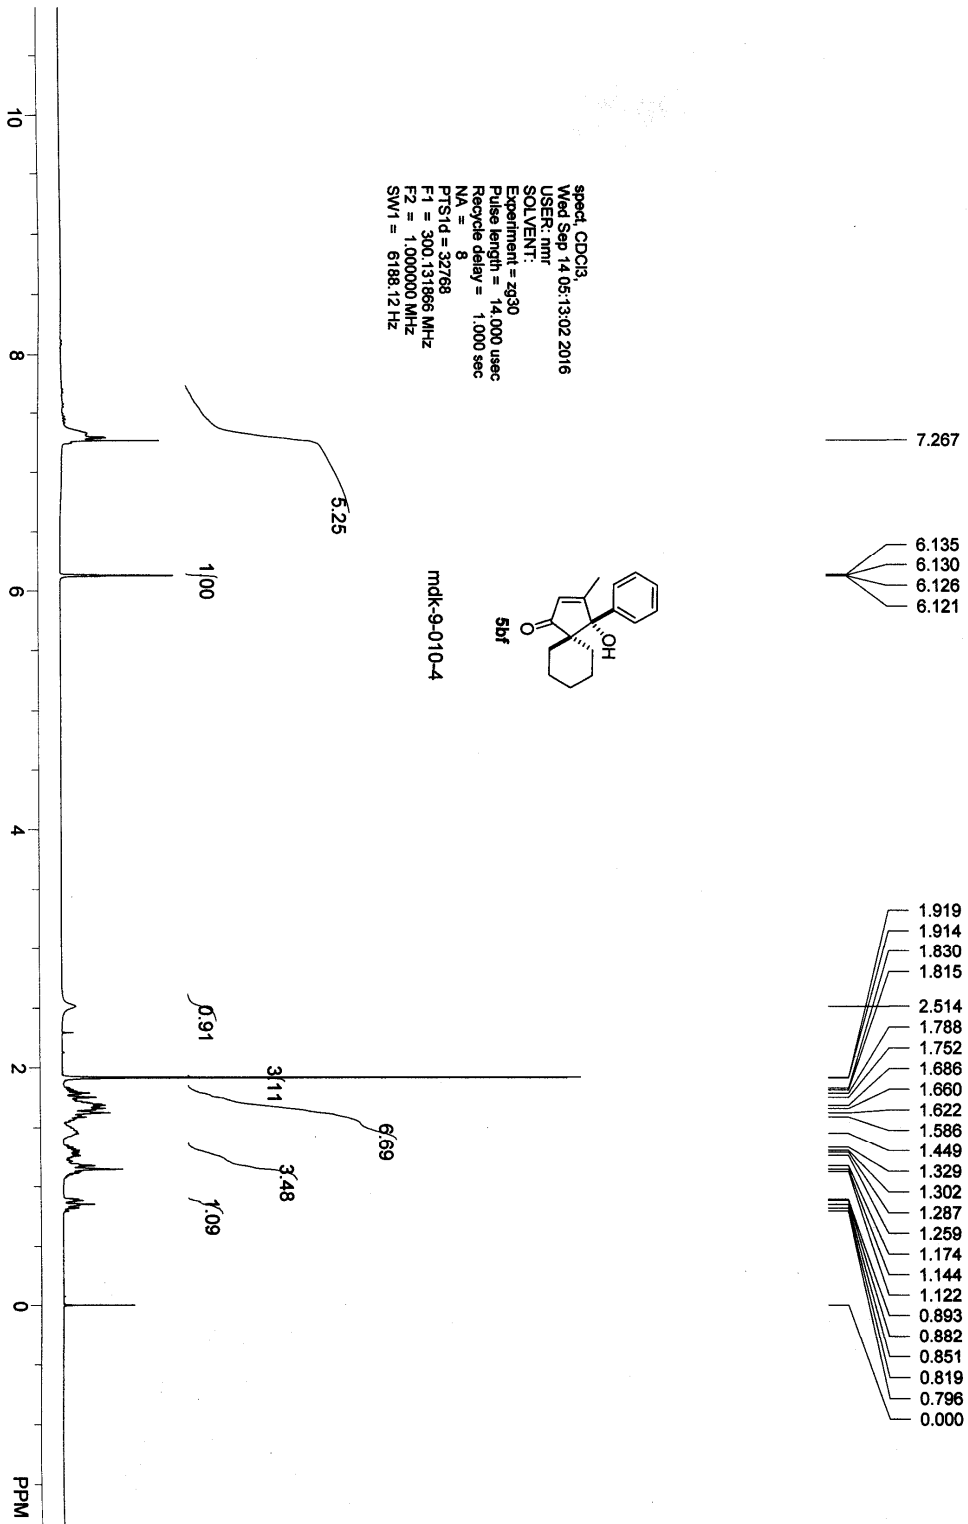 spect, CDCl3,
Wed Sep 14 05:13:02 2016
USER: nmr
SOLVENT:
Experiment = zg30
Pulse length = 14.000 usec
Recycle delay = 1.000 sec
NA = 8
PTS1d = 32768
F1 = 300.131866 MHz
F2 = 1.000000 MHz
SW1 = 6188.12 Hz
OH
O
5bf
mdk-9-010-4
7.267
6.135
6.130
6.126
6.121
1.919
1.914
1.830
1.815
2.514
1.788
1.752
1.686
1.660
1.622
1.586
1.449
1.329
1.302
1.287
1.259
1.174
1.144
1.122
0.893
0.882
0.851
0.819
0.796
0.000
5.25
1.00
0.91
3.11
6.69
3.48
1.09
10
8
6
4
2
0
PPM